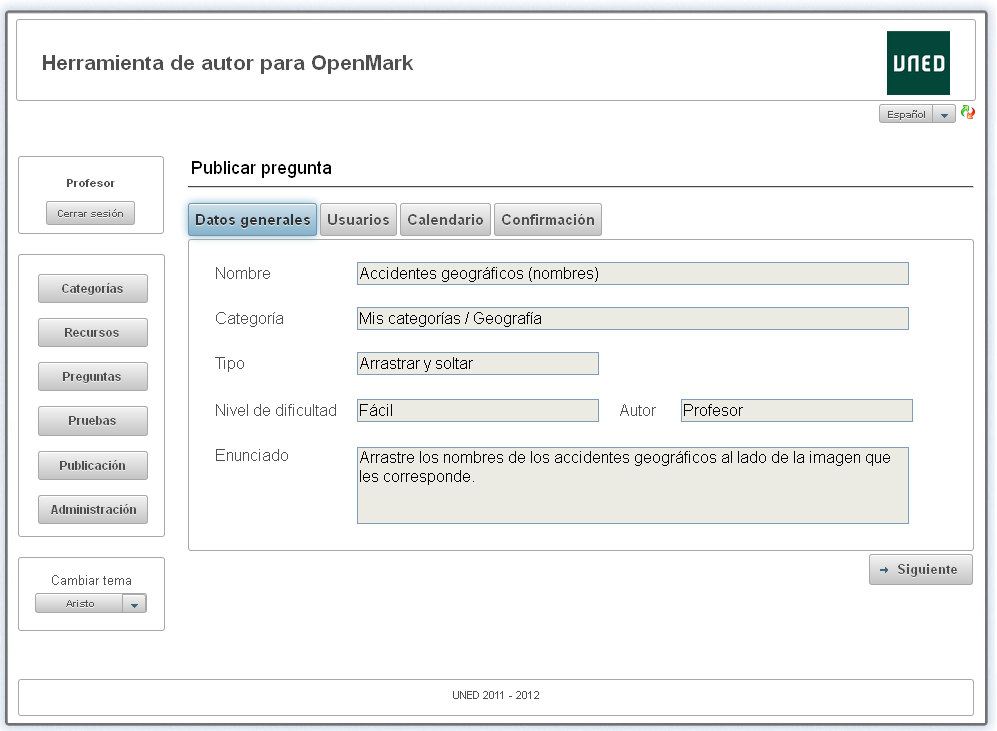 Herramienta de autor para OpenMark
UNED
Español
Profesor
Cerrar sesión
Categorías
Recursos
Preguntas
Pruebas
Publicación
Administración
Cambiar tema
Aristo
Publicar pregunta
Datos generales Usuarios Calendario Confirmación
Nombre Accidentes geográficos (nombres)
Categoría Mis categorías / Geografía
Tipo Arrastrar y soltar
Nivel de dificultad Fácil Autor Profesor
Enunciado Arrastre los nombres de los accidentes geográficos al lado de la imagen que
les corresponde.
Siguiente
UNED 2011 - 2012